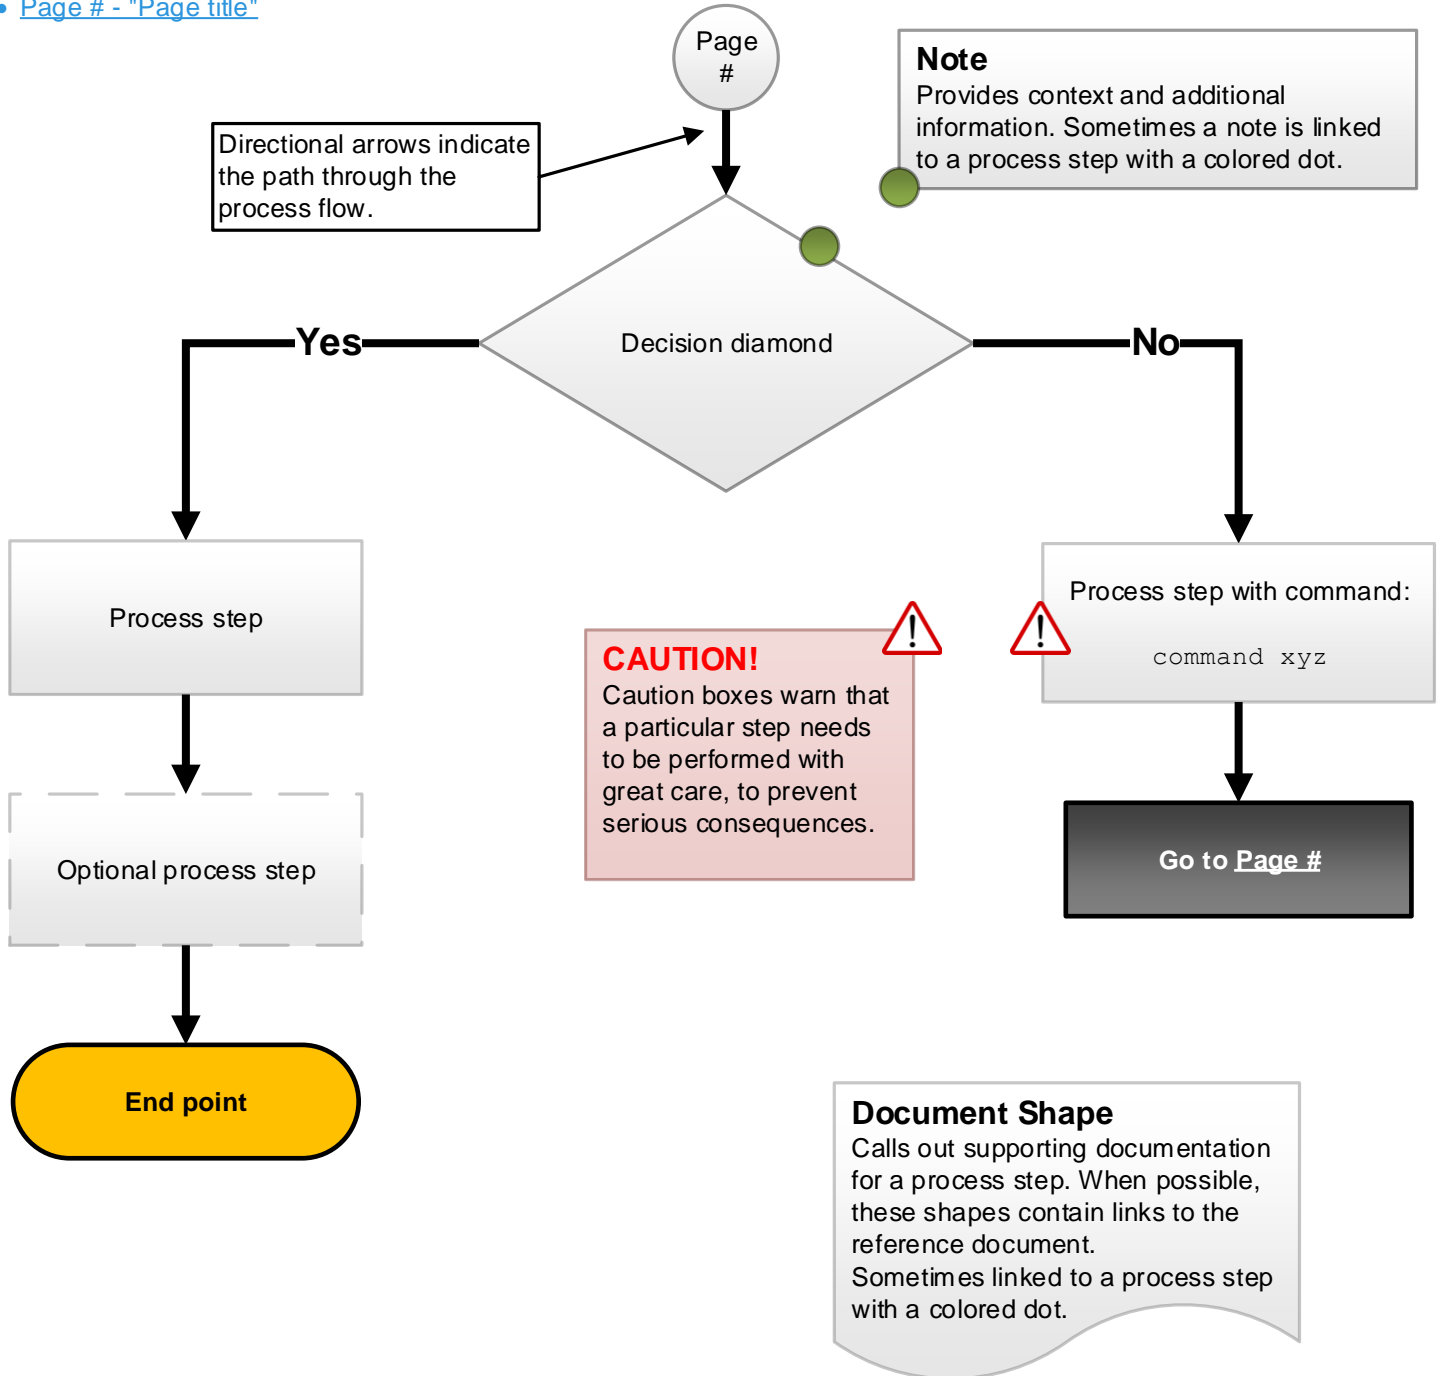 Page # - "Page title"
Page
#
Note
Provides context and additional
information. Sometimes a note is linked
to a process step with a colored dot.
Directional arrows indicate
the path through the
process flow.
Yes
Decision diamond
No
Process step
Process step with command:
command xyz
CAUTION!
Caution boxes warn that
a particular step needs
to be performed with
great care, to prevent
serious consequences.
Optional process step
Go to Page #
End point
Document Shape
Calls out supporting documentation
for a process step. When possible,
these shapes contain links to the
reference document.
Sometimes linked to a process step
with a colored dot.